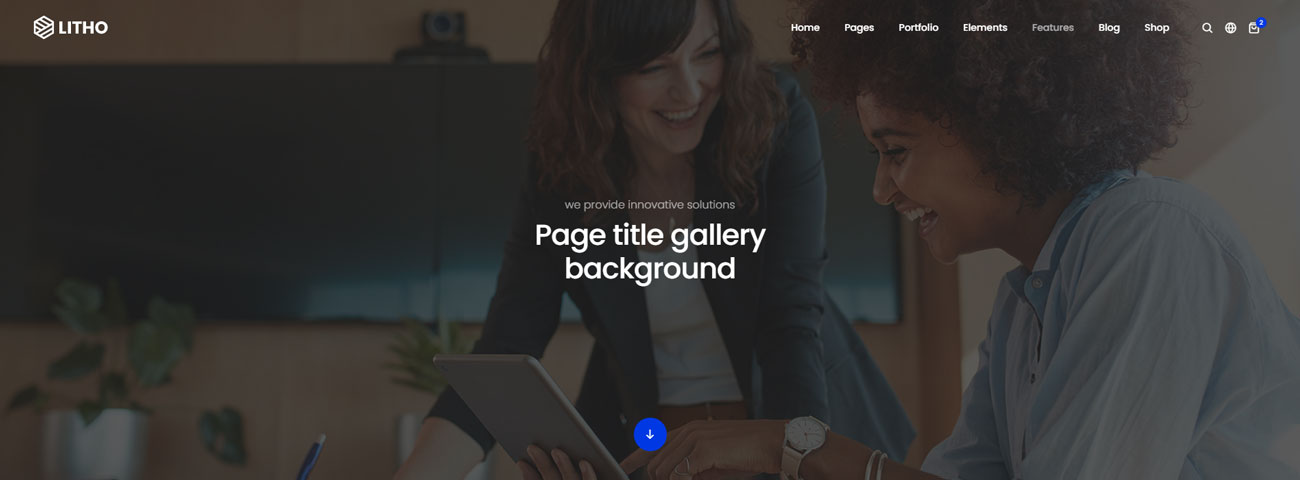 LITHO
Home Pages Portfolio Elements Features Blog Shop
2
we provide innovative solutions
Page title gallery
background